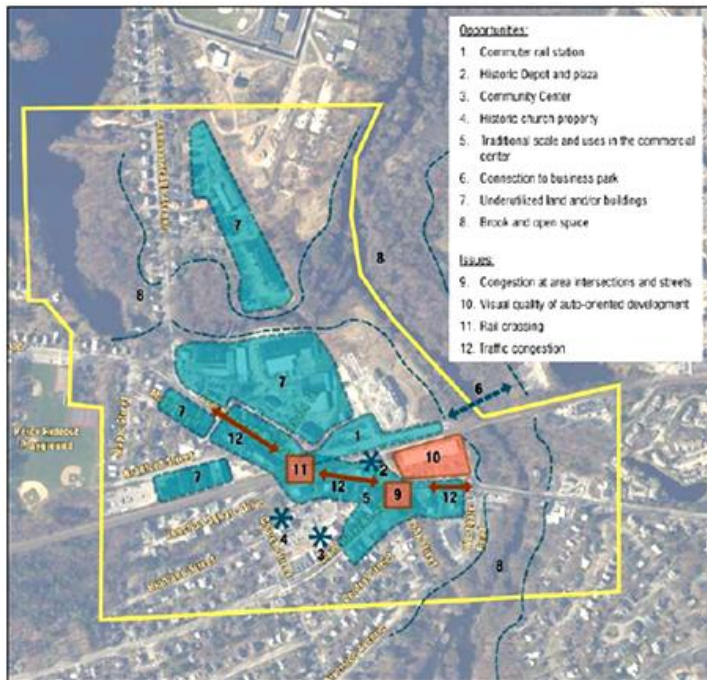 Opportunities:
1. Commuter rail station
2. Historic Depot and plaza
3. Community Center
4. Historic church property
5. Traditional scale and uses in the commercial
center
6. Connection to business park
7. Underutilized land and/or buildings
8. Brook and open space
Issues:
9. Congestion at area intersections and streets
10. Visual quality of auto-oriented development
11. Rail crossing
12. Traffic congestion
7
8
8
7
6
7
12
1
11
2
10
7
12
5
9
12
4
3
8